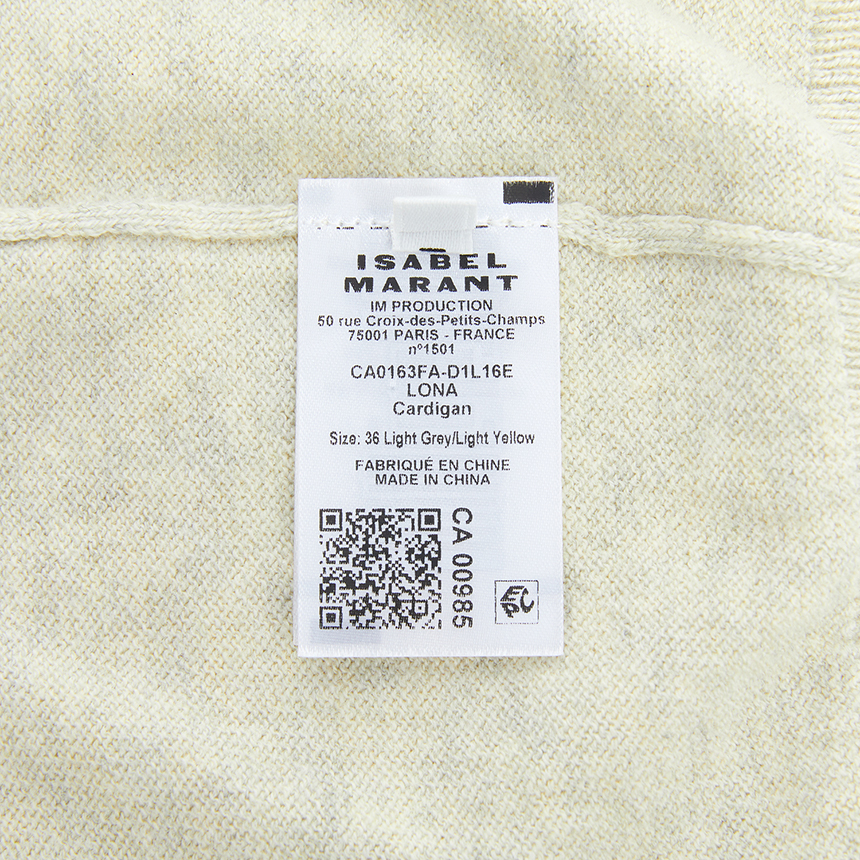 ISABEL
MARANT
IM PRODUCTION
50 rue Croix-des-Petits-Champs
75001 PARIS - FRANCE
n°1501
CA0163FA-D1L16E
LONA
Cardigan
Size: 36 Light Grey/Light Yellow
FABRIQUÉ EN CHINE
MADE IN CHINA
CA 00985